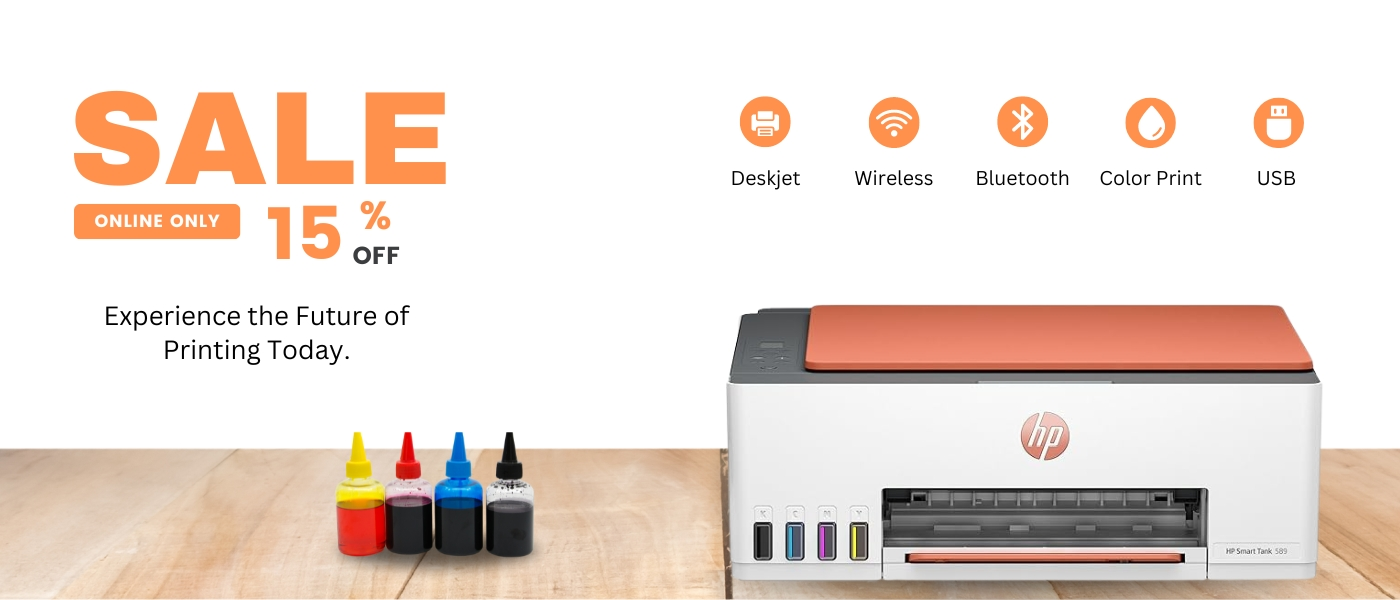 SALE
ONLINE ONLY
15 %
OFF
Experience the Future of
Printing Today.
Deskjet
Wireless
Bluetooth
Color Print
USB
hp
K C M Y
HP Smart Tank 589